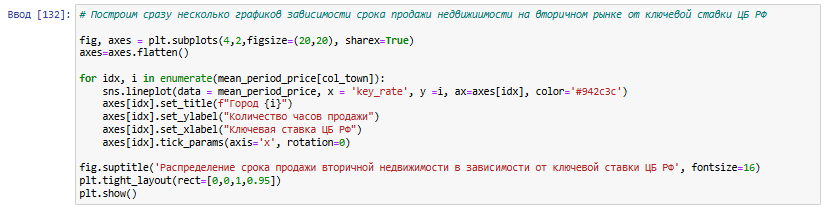 Ввод [132]: # Построим сразу несколько графиков зависимости срока продажи недвижиимости на вторичном рынке от ключевой ставки ЦБ РФ
fig, axes = plt.subplots(4,2,figsize=(20,20), sharex=True)
axes=axes.flatten()
for idx, i in enumerate(mean_period_price[col_town]):
    sns.lineplot(data = mean_period_price, x = 'key_rate', y =i, ax=axes[idx], color='#942c3c')
    axes[idx].set_title(f"Город {i}")
    axes[idx].set_ylabel("Количество часов продажи")
    axes[idx].set_xlabel("Ключевая ставка ЦБ РФ")
    axes[idx].tick_params(axis='x', rotation=0)
fig.suptitle('Распределение срока продажи вторичной недвижимости в зависимости от ключевой ставки ЦБ РФ', fontsize=16)
plt.tight_layout(rect=[0,0,1,0.95])
plt.show()